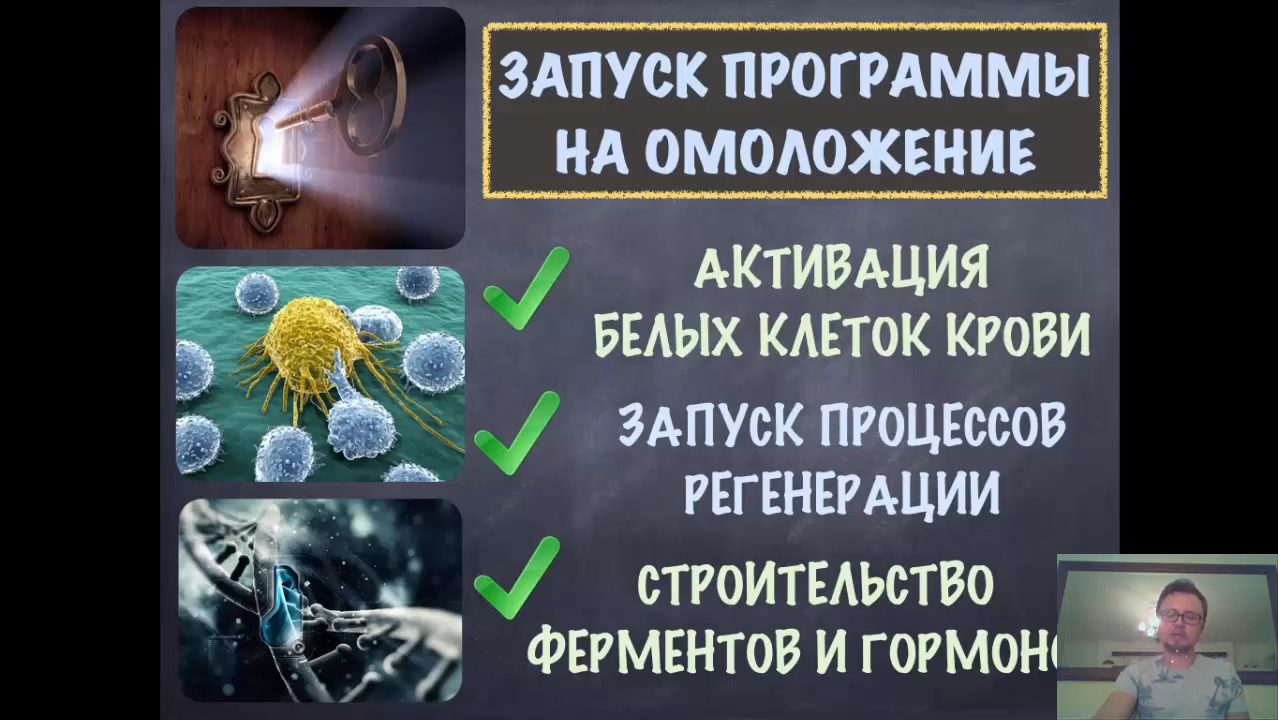 ЗАПУСК ПРОГРАММЫ
НА ОМОЛОЖЕНИЕ
АКТИВАЦИЯ
БЕЛЫХ КЛЕТОК КРОВИ
ЗАПУСК ПРОЦЕССОВ
РЕГЕНЕРАЦИИ
СТРОИТЕЛЬСТВО
ФЕРМЕНТОВ И